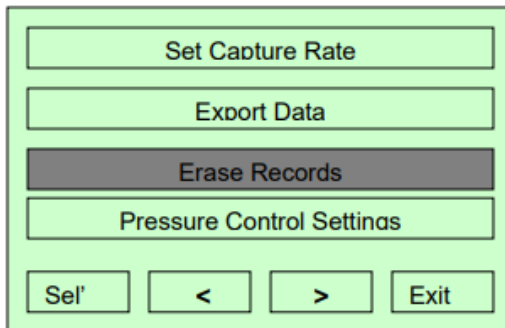 Set Capture Rate
Export Data
Erase Records
Pressure Control Settings
Sel' < > Exit